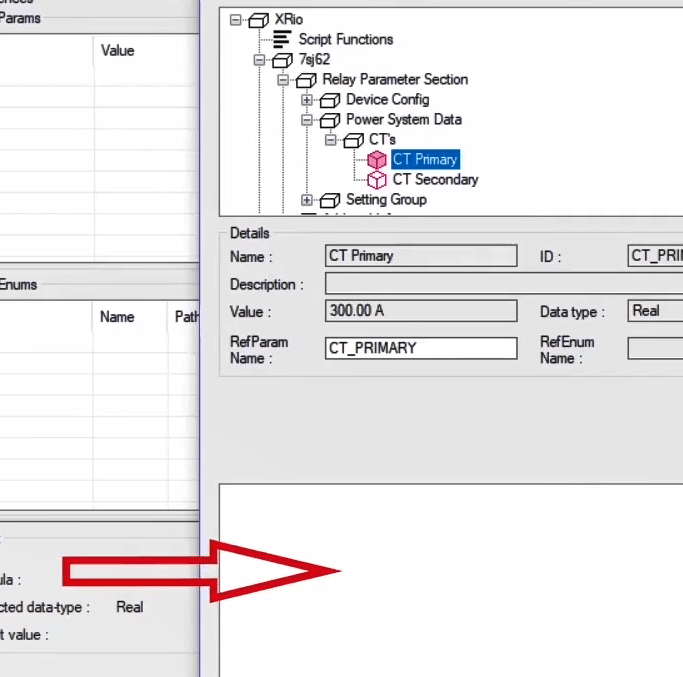 Params
Value
Enums
Name
Path
ula :
cted data-type : Real
t value :
XRio
Script Functions
7sj62
Relay Parameter Section
Device Config
Power System Data
CT's
CT Primary
CT Secondary
Setting Group
Details
Name : CT Primary ID : CT_PRI
Description :
Value : 300.00 A Data type : Real
RefParam Name : CT_PRIMARY RefEnum Name :